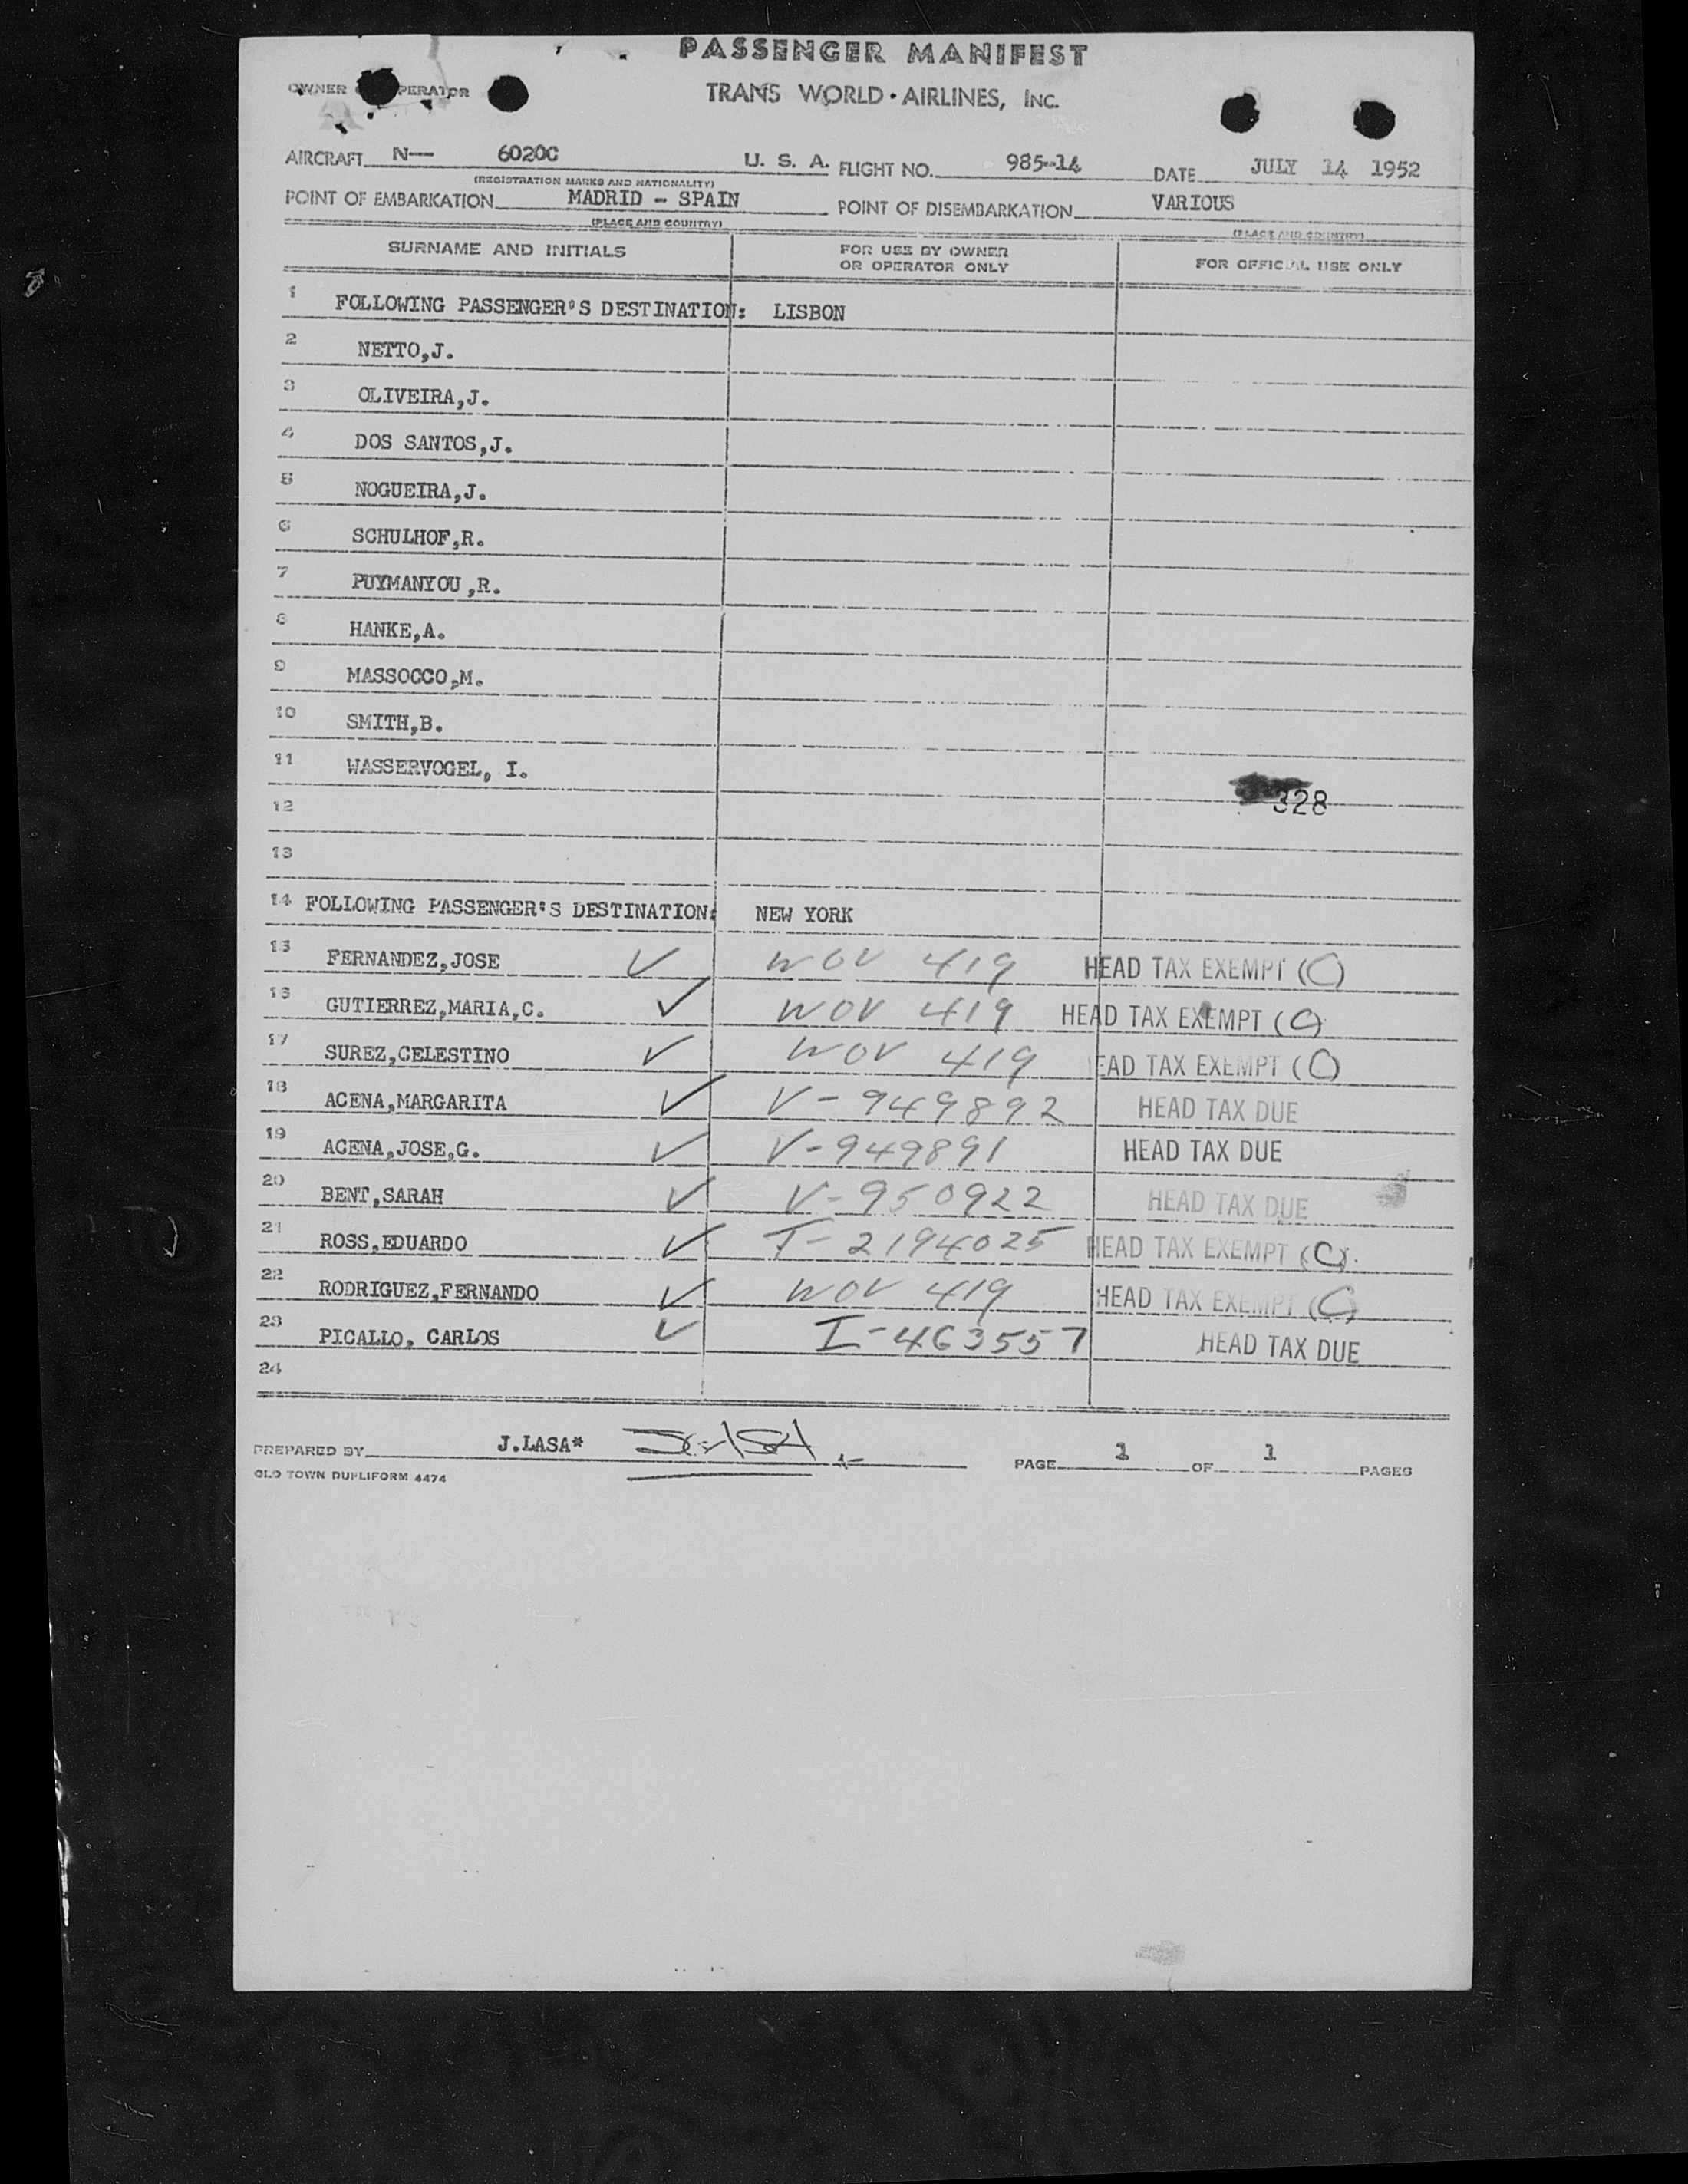 PASSENGER MANIFEST
OWNER OPERATOR
TRANS WORLD · AIRLINES, INC.
AIRCRAFT N— 6020C U. S. A. FLIGHT NO. 985-14 DATE JULY 14 1952
(REGISTRATION MARKS AND NATIONALITY)
POINT OF EMBARKATION MADRID - SPAIN POINT OF DISEMBARKATION VARIOUS
(PLACE AND COUNTRY) (PLACE AND COUNTRY)
SURNAME AND INITIALS FOR USE BY OWNER OR OPERATOR ONLY FOR OFFICIAL USE ONLY
1 FOLLOWING PASSENGER'S DESTINATION: LISBON
2 NETTO,J.
3 OLIVEIRA,J.
4 DOS SANTOS,J.
5 NOGUEIRA,J.
6 SCHULHOF,R.
7 PUYMANYOU,R.
8 HANKE,A.
9 MASSOCCO,M.
10 SMITH,B.
11 WASSERVOGEL, I.
328
12
13
14 FOLLOWING PASSENGER'S DESTINATION: NEW YORK
15 FERNANDEZ,JOSE ✓ WOV 419 HEAD TAX EXEMPT (C)
16 GUTIERREZ,MARIA,C. ✓ WOV 419 HEAD TAX EXEMPT (C)
17 SUREZ,CELESTINO ✓ WOV 419 EAD TAX EXEMPT (C)
18 ACENA,MARGARITA ✓ V-949892 HEAD TAX DUE
19 ACENA,JOSE,G. ✓ V-949891 HEAD TAX DUE
20 BENT,SARAH ✓ V-950922 HEAD TAX DUE
21 ROSS,EDUARDO ✓ T-2194025 HEAD TAX EXEMPT (C).
22 RODRIGUEZ,FERNANDO ✓ WOV 419 HEAD TAX EXEMPT (C)
23 PICALLO, CARLOS ✓ I-463557 HEAD TAX DUE
24
PREPARED BY J.LASA* PAGE 1 OF 1 PAGES
OLD TOWN DUPLIFORM 4474